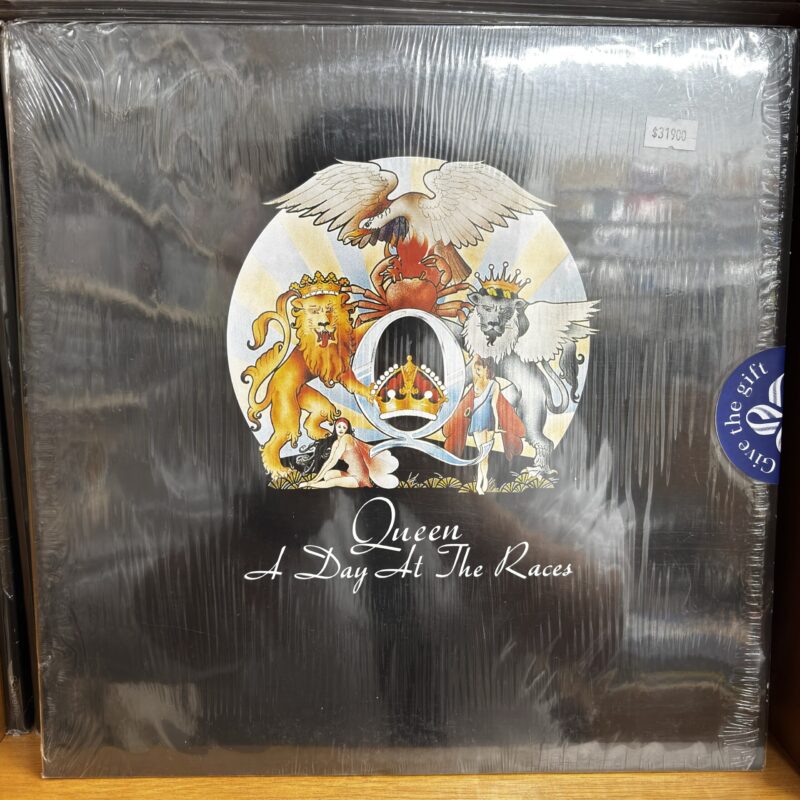 $31900
Give the gift
Q
Queen
A Day At The Races